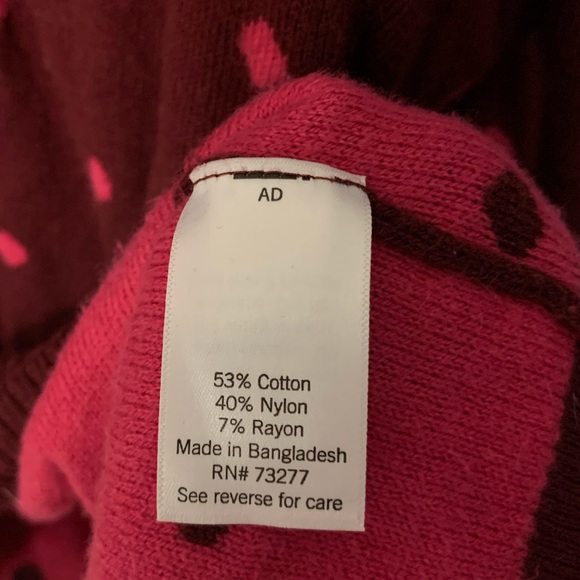 AD
53% Cotton
40% Nylon
7% Rayon
Made in Bangladesh
RN# 73277
See reverse for care